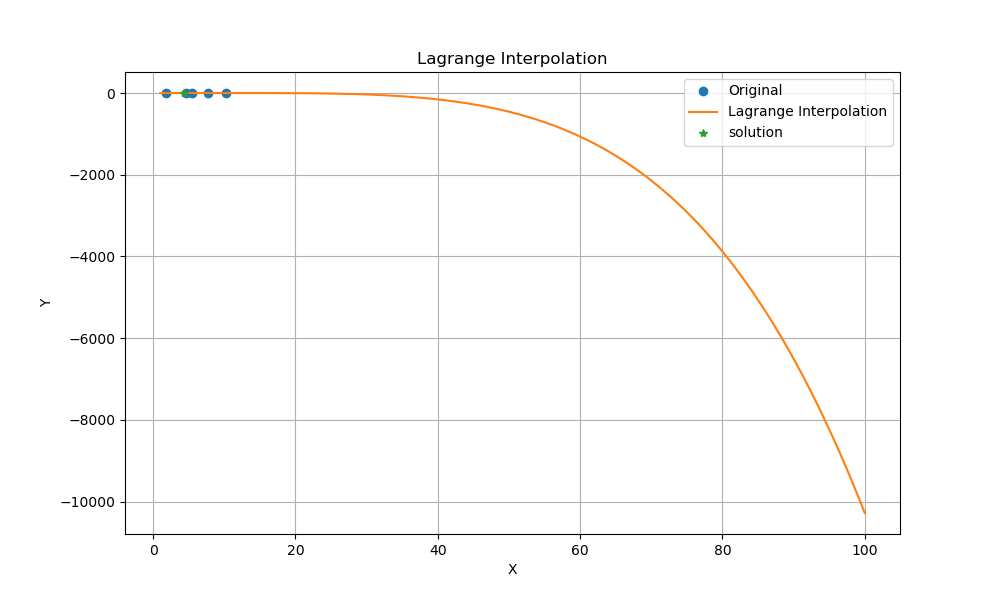 Lagrange Interpolation
Original
Lagrange Interpolation
solution
0
−2000
−4000
−6000
−8000
−10000
Y
0 20 40 60 80 100
X